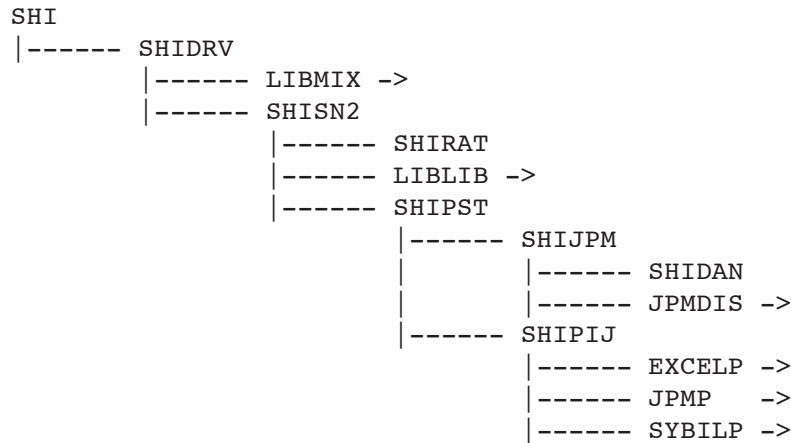 SHI
|------ SHIDRV
        |------ LIBMIX ->
        |------ SHISN2
                |------ SHIRAT
                |------ LIBLIB ->
                |------ SHIPST
                        |------ SHIJPM
                        |       |------ SHIDAN
                        |       |------ JPMDIS ->
                        |------ SHIPIJ
                                |------ EXCELP ->
                                |------ JPMP   ->
                                |------ SYBILP ->